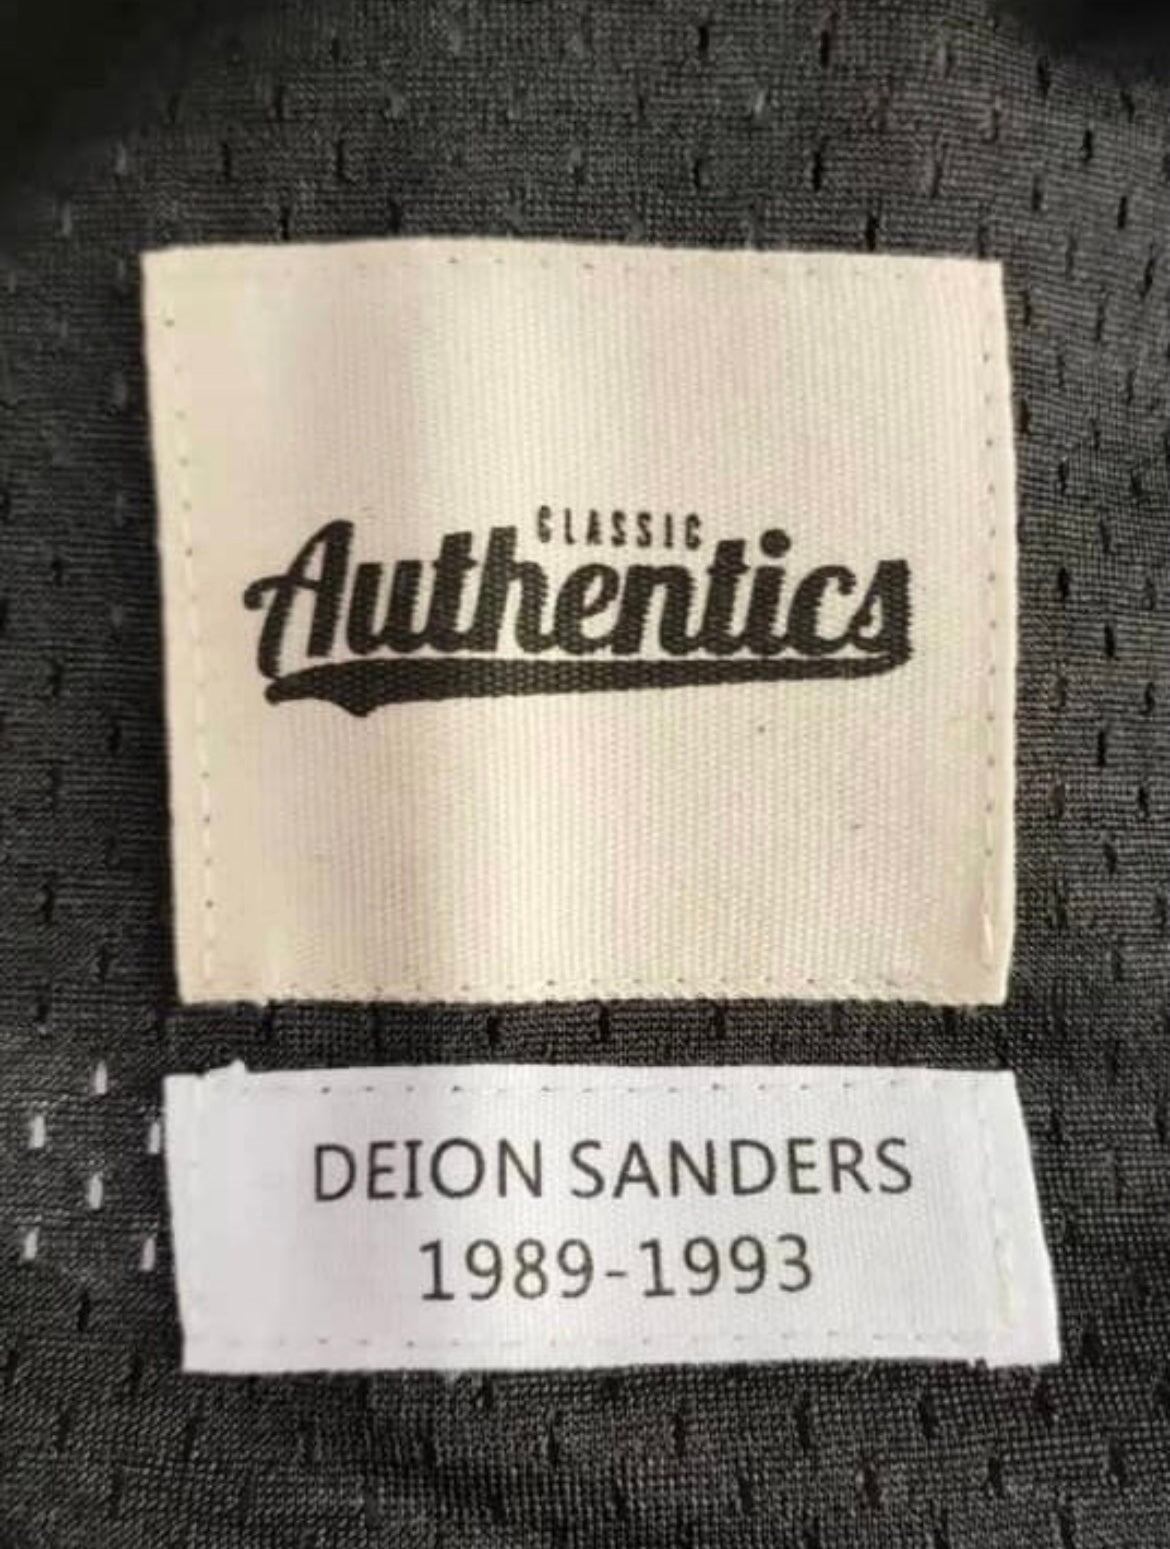 CLASSIC
Authentics
DEION SANDERS
1989-1993